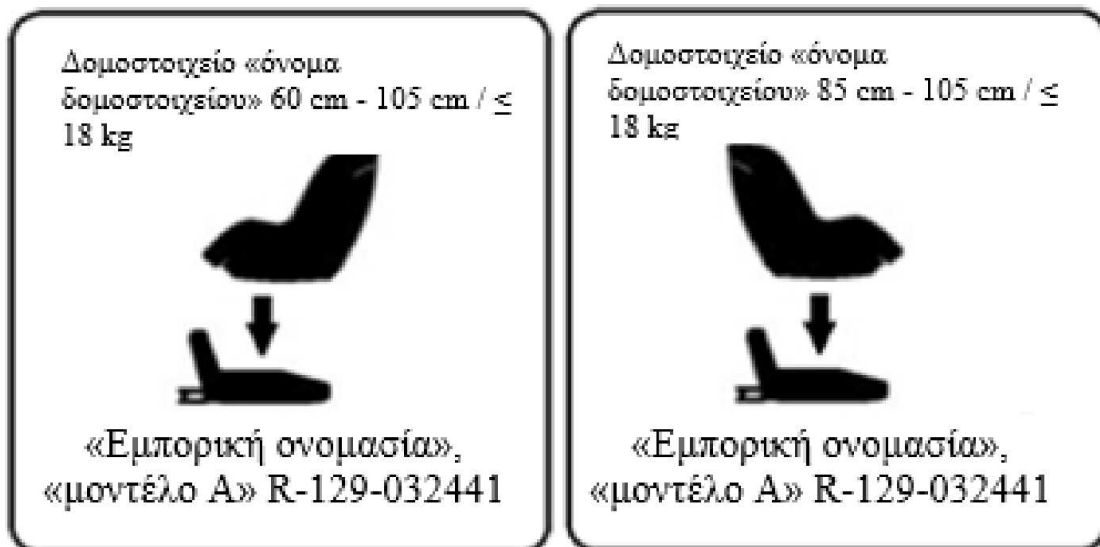 Δομοστοιχείο «όνομα
δομοστοιχείου» 60 cm - 105 cm / ≤
18 kg
«Εμπορική ονομασία»,
«μοντέλο A» R-129-032441
Δομοστοιχείο «όνομα
δομοστοιχείου» 85 cm - 105 cm / ≤
18 kg
«Εμπορική ονομασία»,
«μοντέλο A» R-129-032441